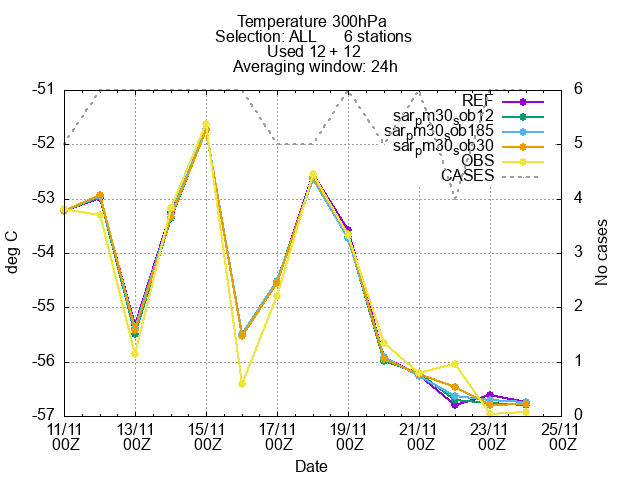 Temperature 300hPa
Selection: ALL 6 stations
Used 12 + 12
Averaging window: 24h
-51
-52
-53
-54
-55
-56
-57
deg C
6
5
4
3
2
1
0
No cases
REF
sar_pm30_sob12
sar_pm30_sob185
sar_pm30_sob30
OBS
CASES
11/11 13/11 15/11 17/11 19/11 21/11 23/11 25/11
00Z 00Z 00Z 00Z 00Z 00Z 00Z 00Z
Date